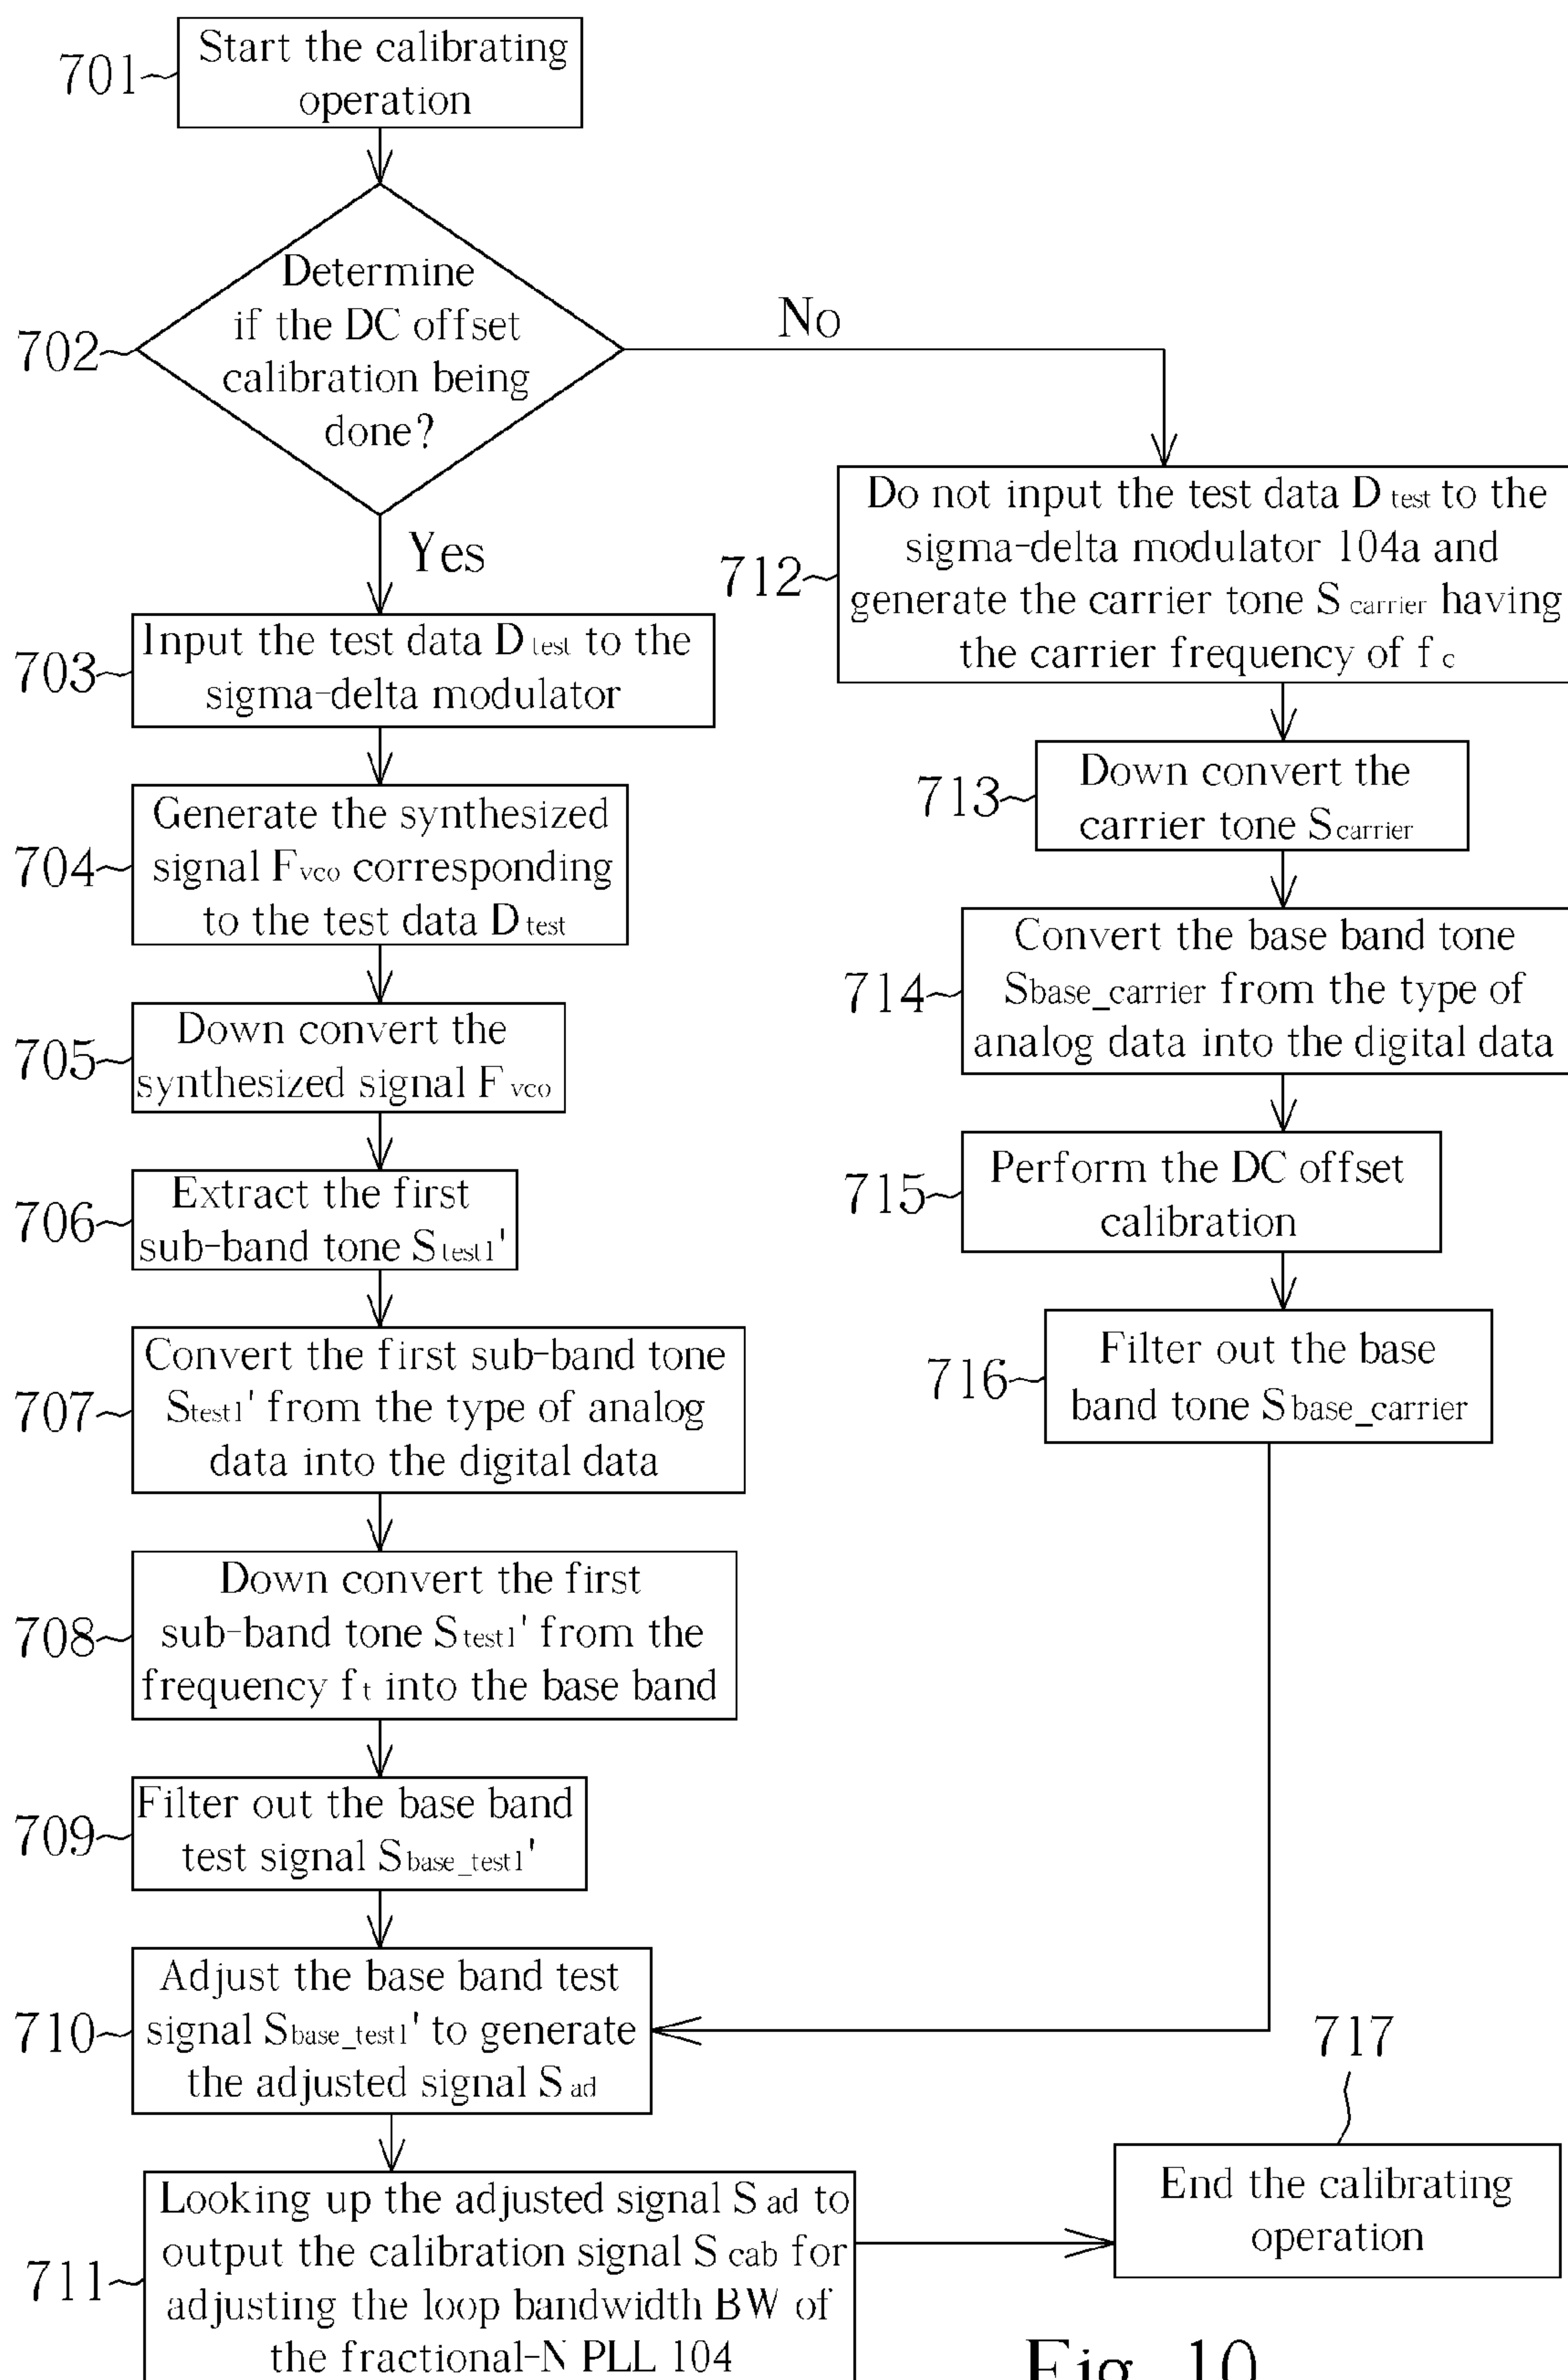 701
Start the calibrating
operation
702
Determine
if the DC offset
calibration being
done?
No
Yes
703
Input the test data D test to the
sigma-delta modulator
704
Generate the synthesized
signal Fvco corresponding
to the test data D test
705
Down convert the
synthesized signal F vco
706
Extract the first
sub-band tone S test1'
707
Convert the first sub-band tone
Stest1' from the type of analog
data into the digital data
708
Down convert the first
sub-band tone S test1' from the
frequency f t into the base band
709
Filter out the base band
test signal S base_test1'
710
Adjust the base band test
signal Sbase_test1' to generate
the adjusted signal S ad
711
Looking up the adjusted signal S ad to
output the calibration signal S cab for
adjusting the loop bandwidth BW of
the fractional-N PLL 104
712
Do not input the test data D test to the
sigma-delta modulator 104a and
generate the carrier tone S carrier having
the carrier frequency of f c
713
Down convert the
carrier tone Scarrier
714
Convert the base band tone
Sbase_carrier from the type of
analog data into the digital data
715
Perform the DC offset
calibration
716
Filter out the base
band tone S base_carrier
717
End the calibrating
operation
Fig. 10